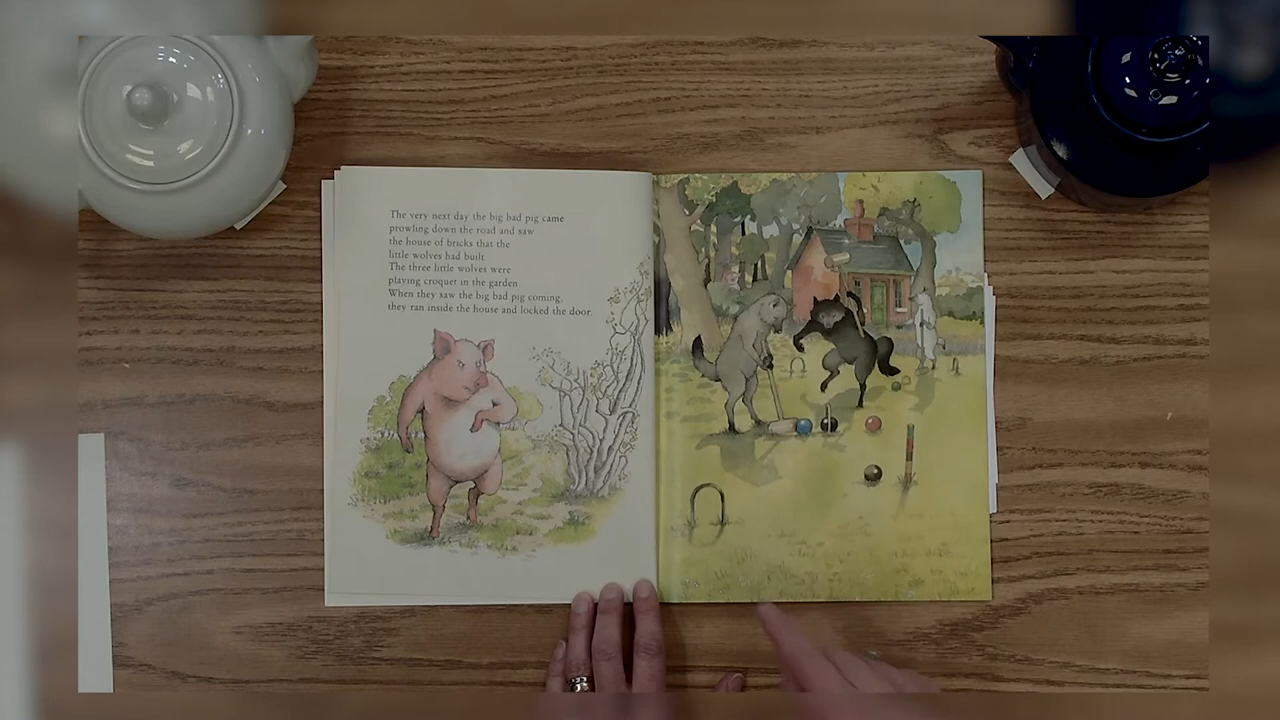 The very next day the big bad pig came
prowling down the road and saw
the house of bricks that the
little wolves had built
The three little wolves were
playing croquet in the garden
When they saw the big bad pig coming,
they ran inside the house and locked the door.